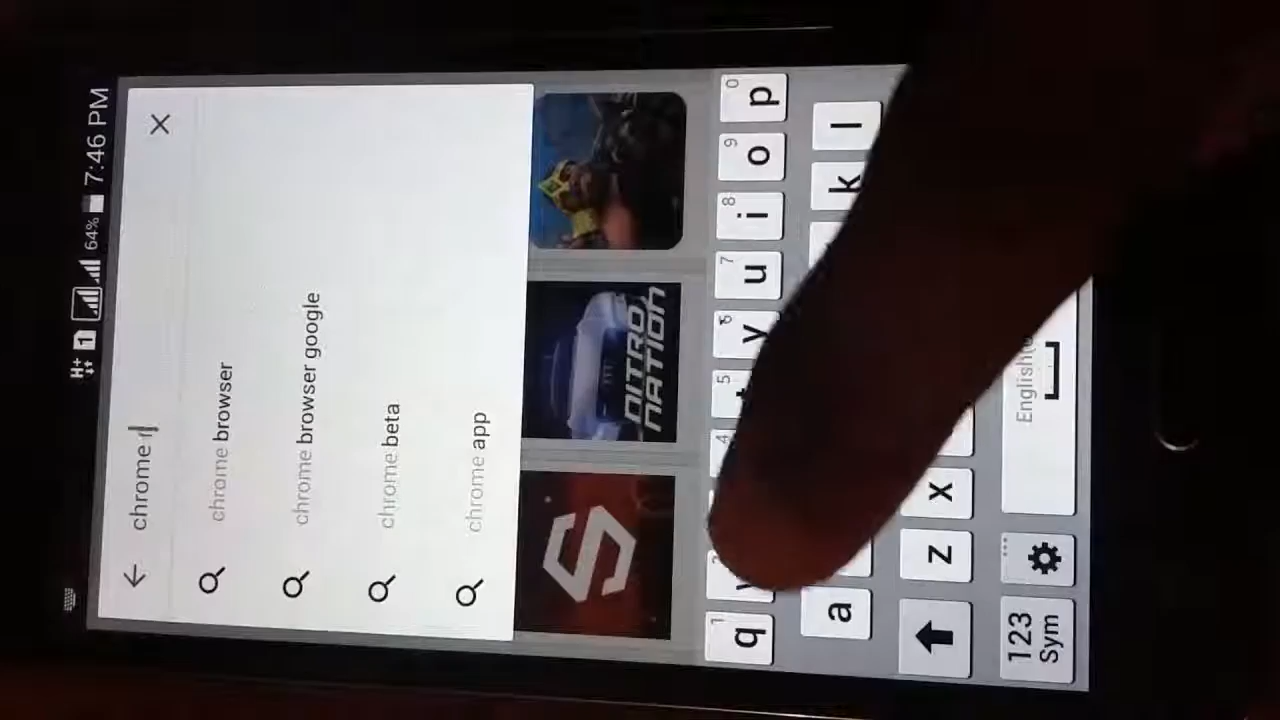 H+ 1 64% 7:46 PM
chrome r
chrome browser
chrome browser google
chrome beta
chrome app
NITRO
NATION
1 4 5 6 7 8 9 0
q y u i o p
a k l
z x
123
Sym